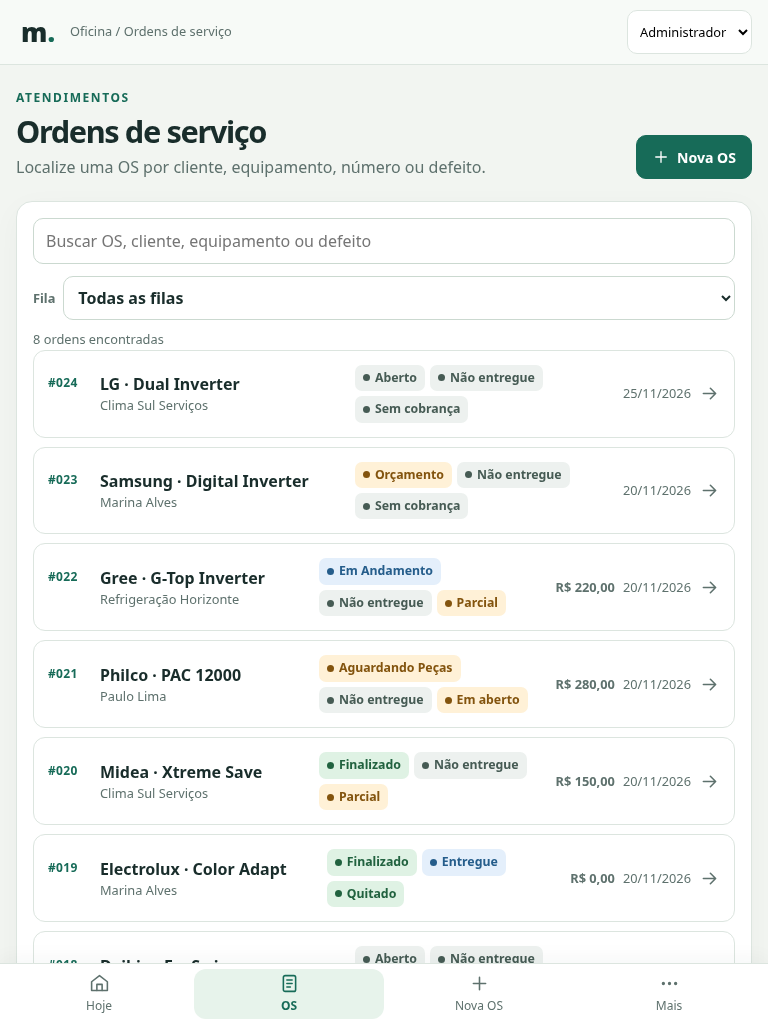 m.
Oficina / Ordens de serviço
Administrador
ATENDIMENTOS
Ordens de serviço
Localize uma OS por cliente, equipamento, número ou defeito.
Nova OS
Buscar OS, cliente, equipamento ou defeito
Fila
Todas as filas
8 ordens encontradas
#024
LG · Dual Inverter
Clima Sul Serviços
Aberto
Não entregue
Sem cobrança
25/11/2026
#023
Samsung · Digital Inverter
Marina Alves
Orçamento
Não entregue
Sem cobrança
20/11/2026
#022
Gree · G-Top Inverter
Refrigeração Horizonte
Em Andamento
Não entregue
Parcial
R$ 220,00
20/11/2026
#021
Philco · PAC 12000
Paulo Lima
Aguardando Peças
Não entregue
Em aberto
R$ 280,00
20/11/2026
#020
Midea · Xtreme Save
Clima Sul Serviços
Finalizado
Não entregue
Parcial
R$ 150,00
20/11/2026
#019
Electrolux · Color Adapt
Marina Alves
Finalizado
Entregue
Quitado
R$ 0,00
20/11/2026
Aberto
Não entregue
Hoje
OS
Nova OS
Mais